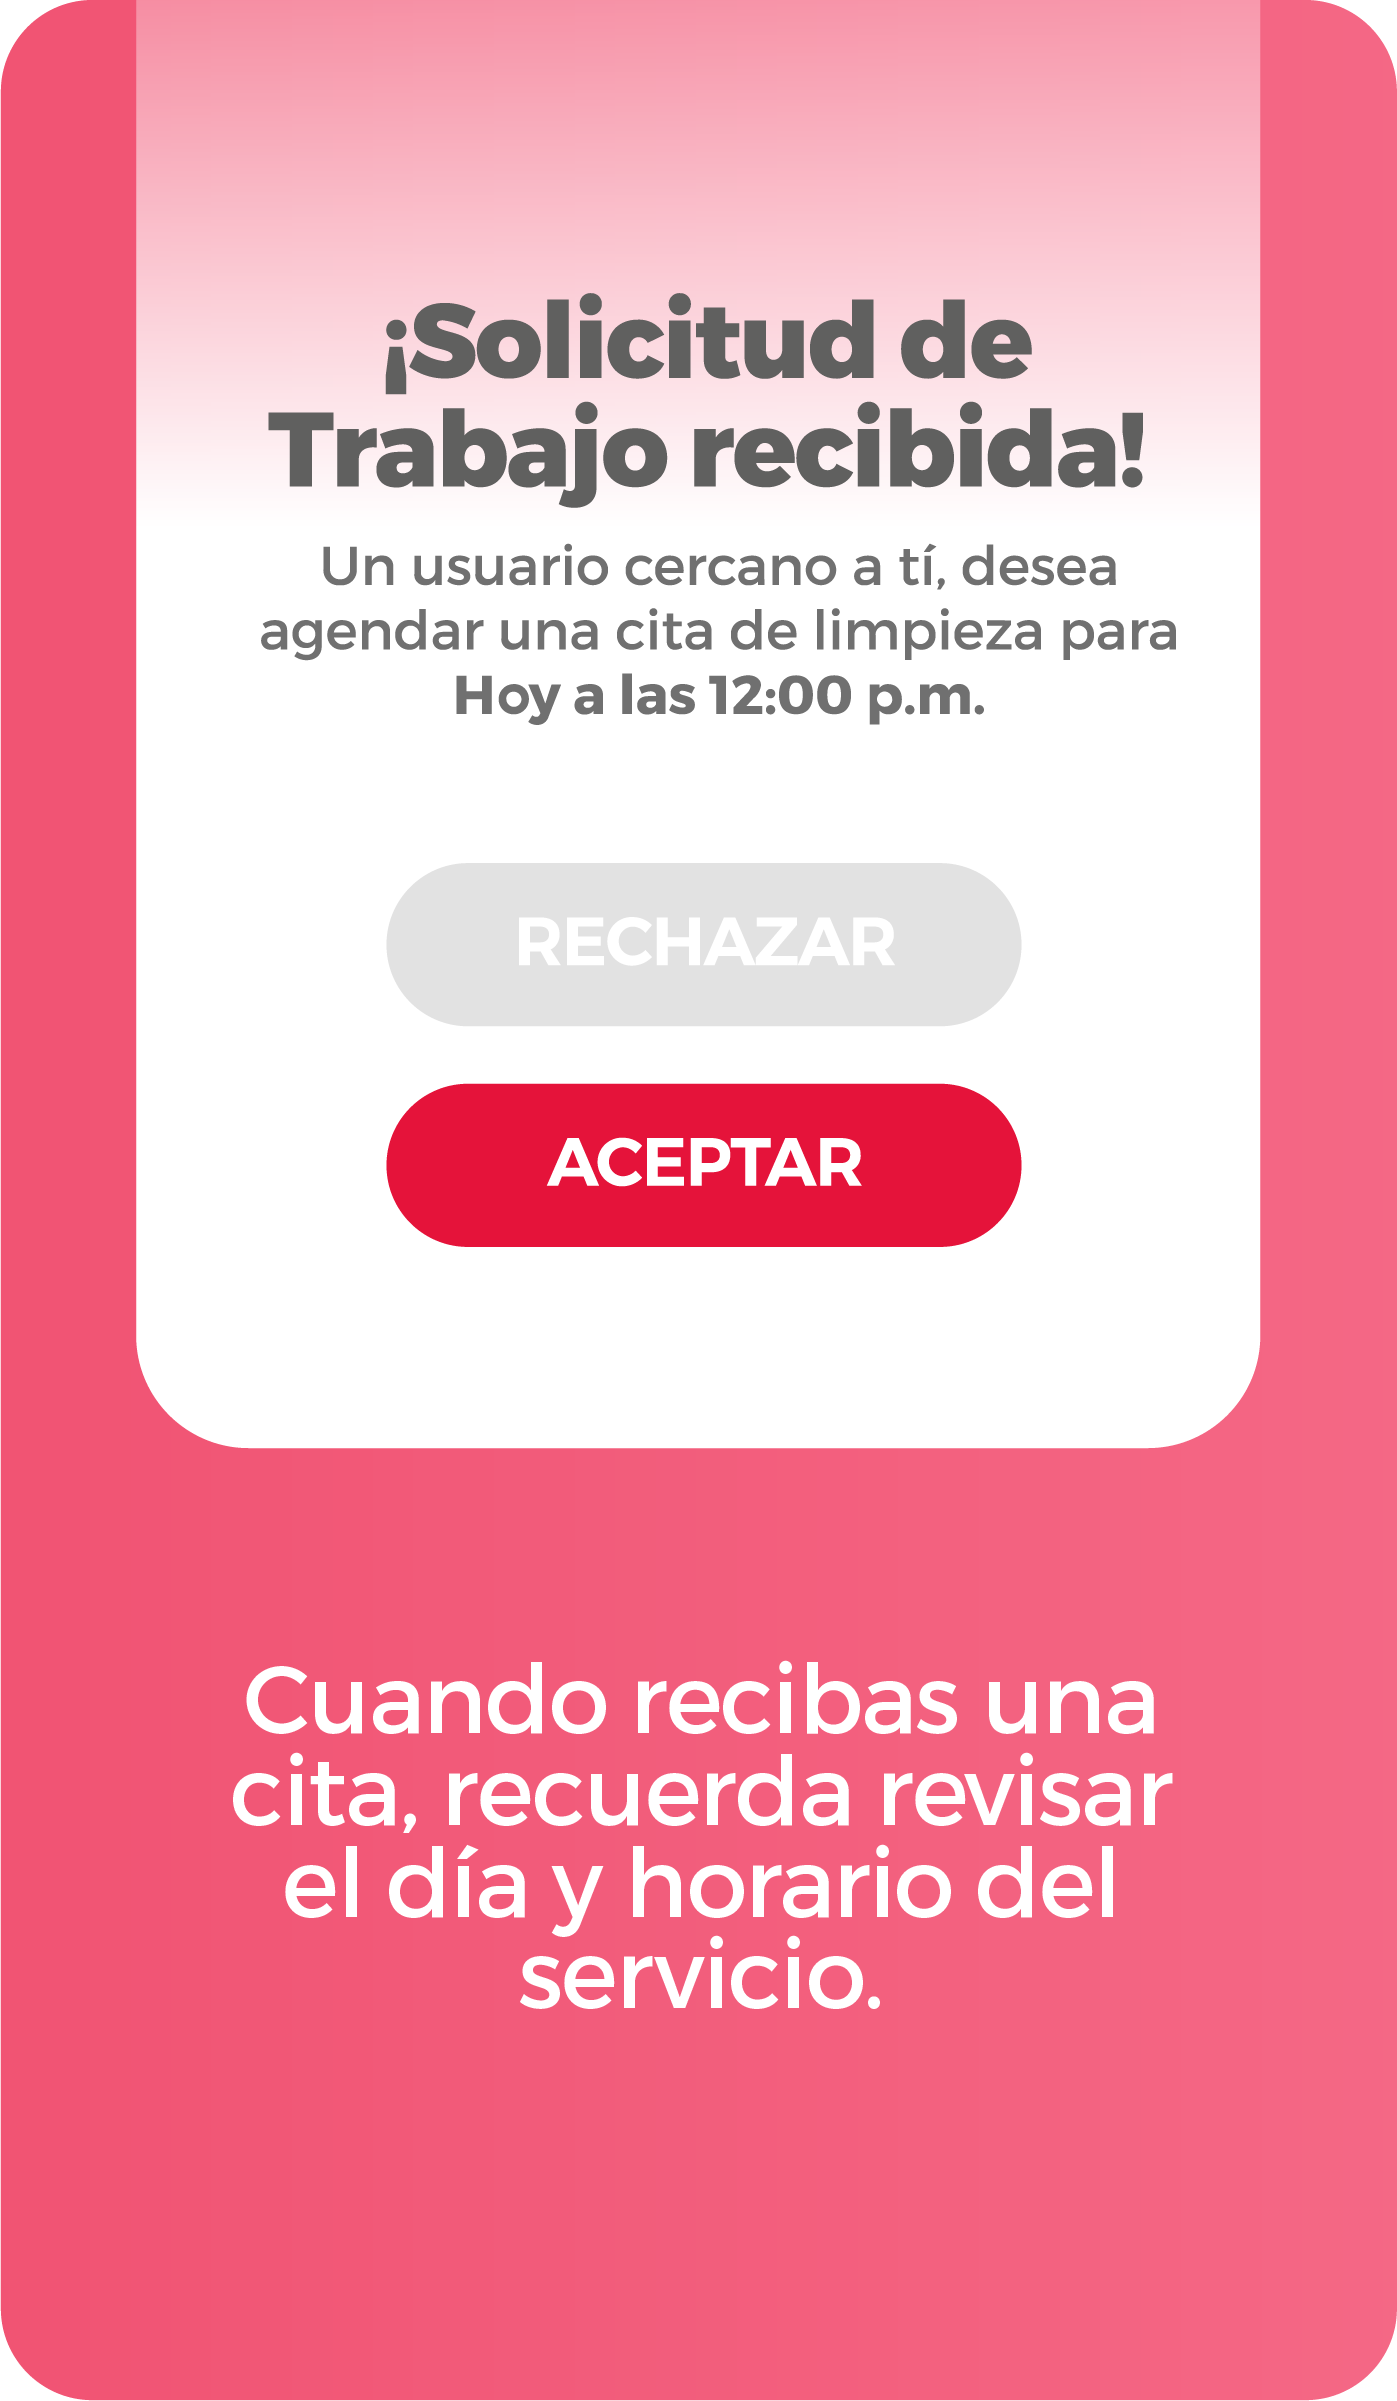 ¡Solicitud de
Trabajo recibida!
Un usuario cercano a tí, desea
agendar una cita de limpieza para
Hoy a las 12:00 p.m.
RECHAZAR
ACEPTAR
Cuando recibas una
cita, recuerda revisar
el día y horario del
servicio.